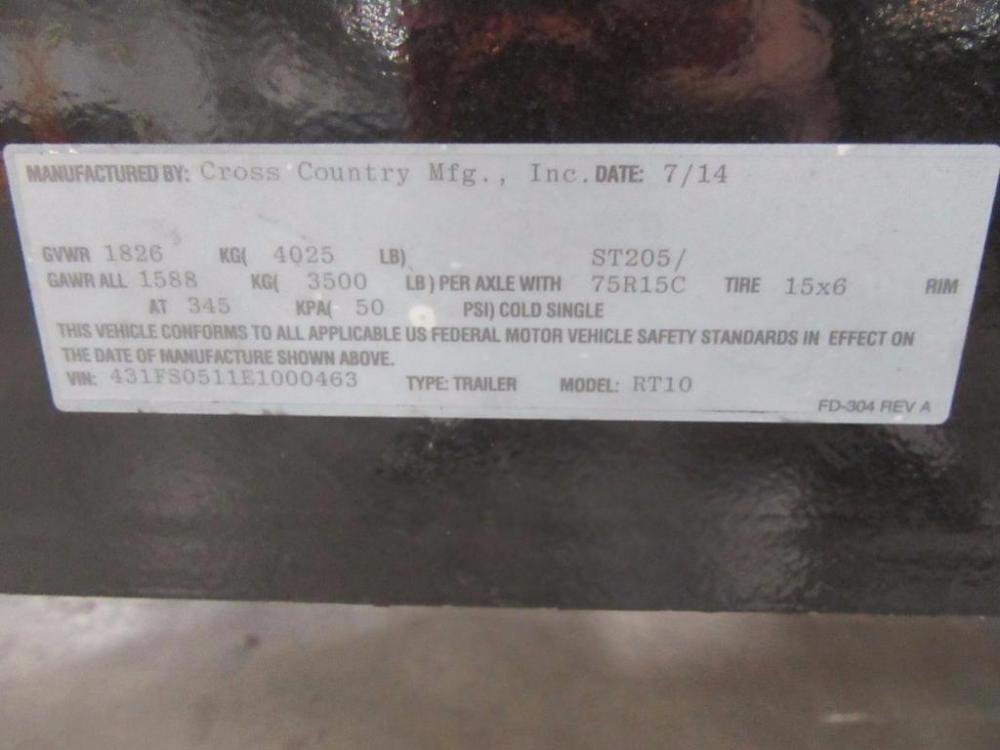 MANUFACTURED BY: Cross Country Mfg., Inc. DATE: 7/14
GVWR 1826 KG( 4025 LB) ST205/
GAWR ALL 1588 KG( 3500 LB) PER AXLE WITH 75R15C TIRE 15x6 RIM
AT 345 KPA( 50 PSI) COLD SINGLE
THIS VEHICLE CONFORMS TO ALL APPLICABLE US FEDERAL MOTOR VEHICLE SAFETY STANDARDS IN EFFECT ON
THE DATE OF MANUFACTURE SHOWN ABOVE.
VIN: 431FS0511E1000463 TYPE: TRAILER MODEL: RT10
FD-304 REV A